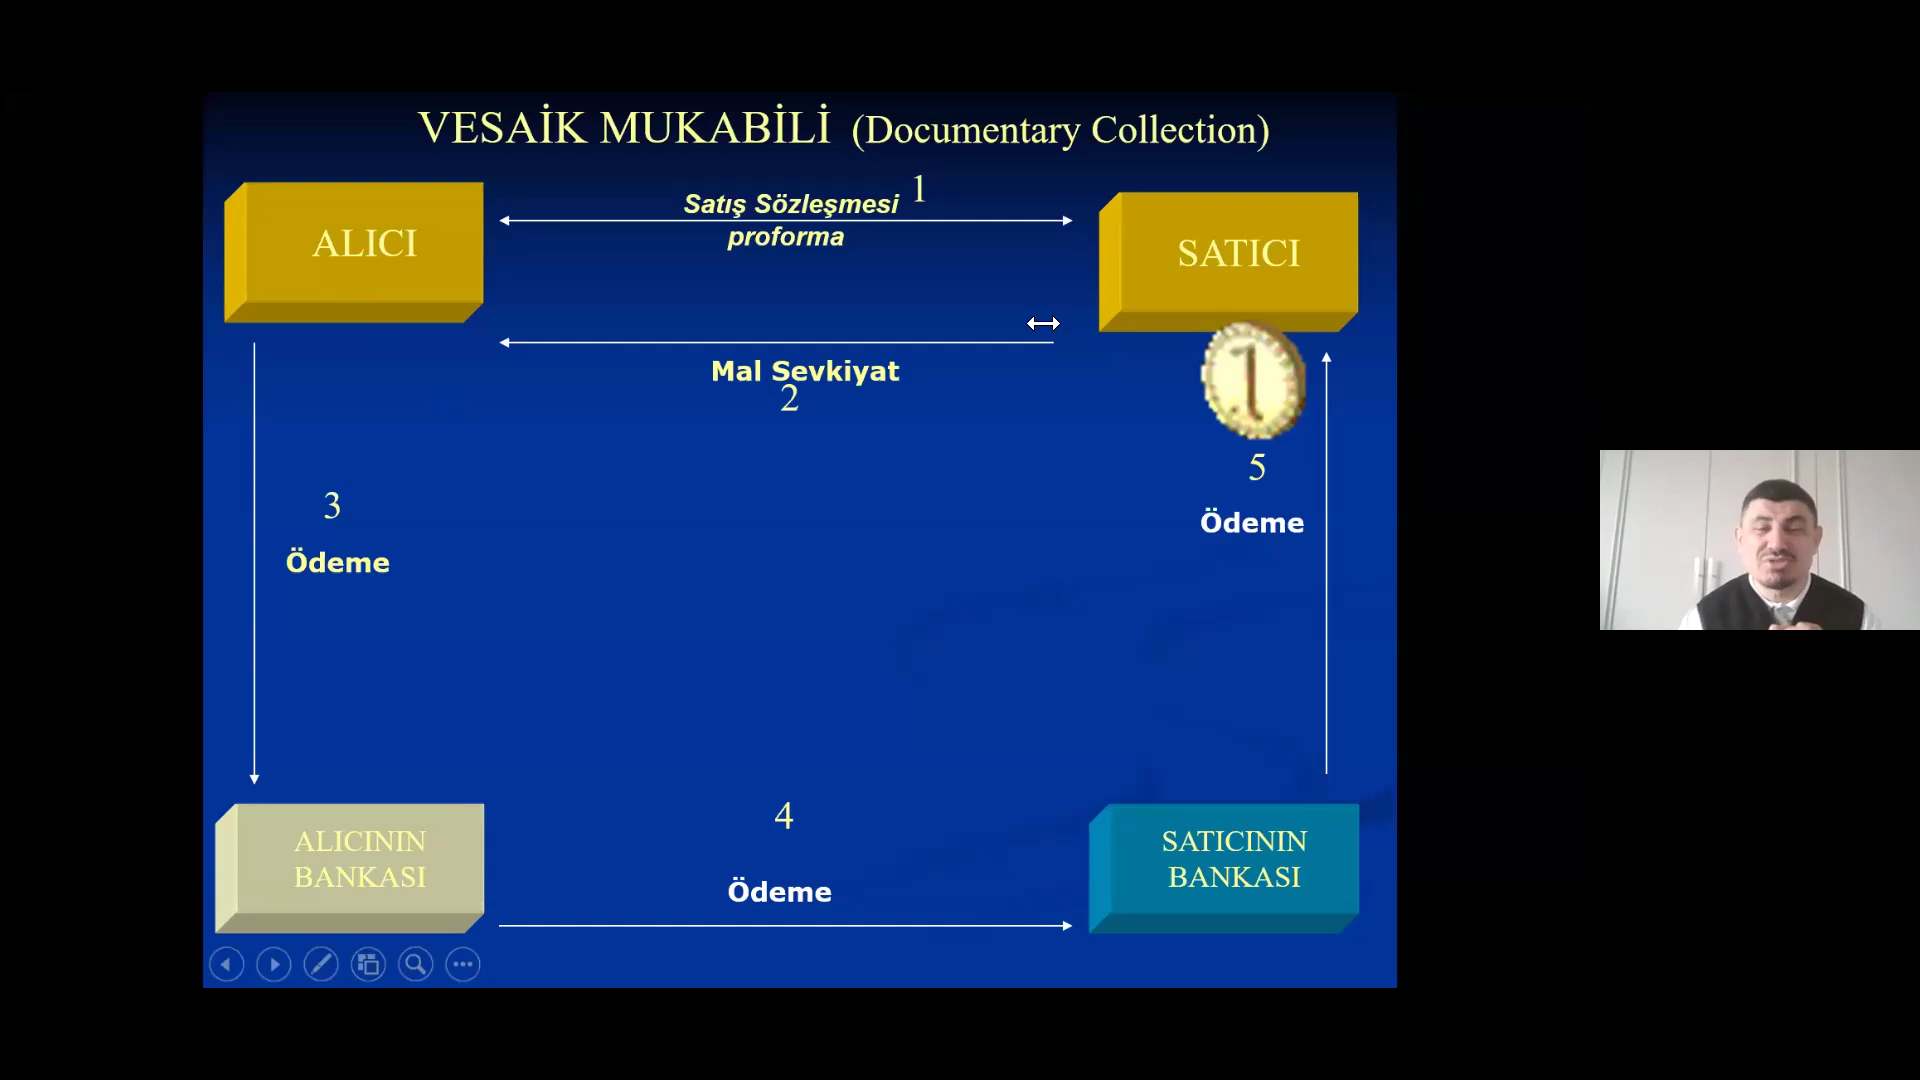 VESAİK MUKABİLİ (Documentary Collection)
1
Satış Sözleşmesi
proforma
ALICI
SATICI
Mal Sevkiyat
2
1
3
Ödeme
5
Ödeme
4
Ödeme
ALICININ
BANKASI
SATICININ
BANKASI